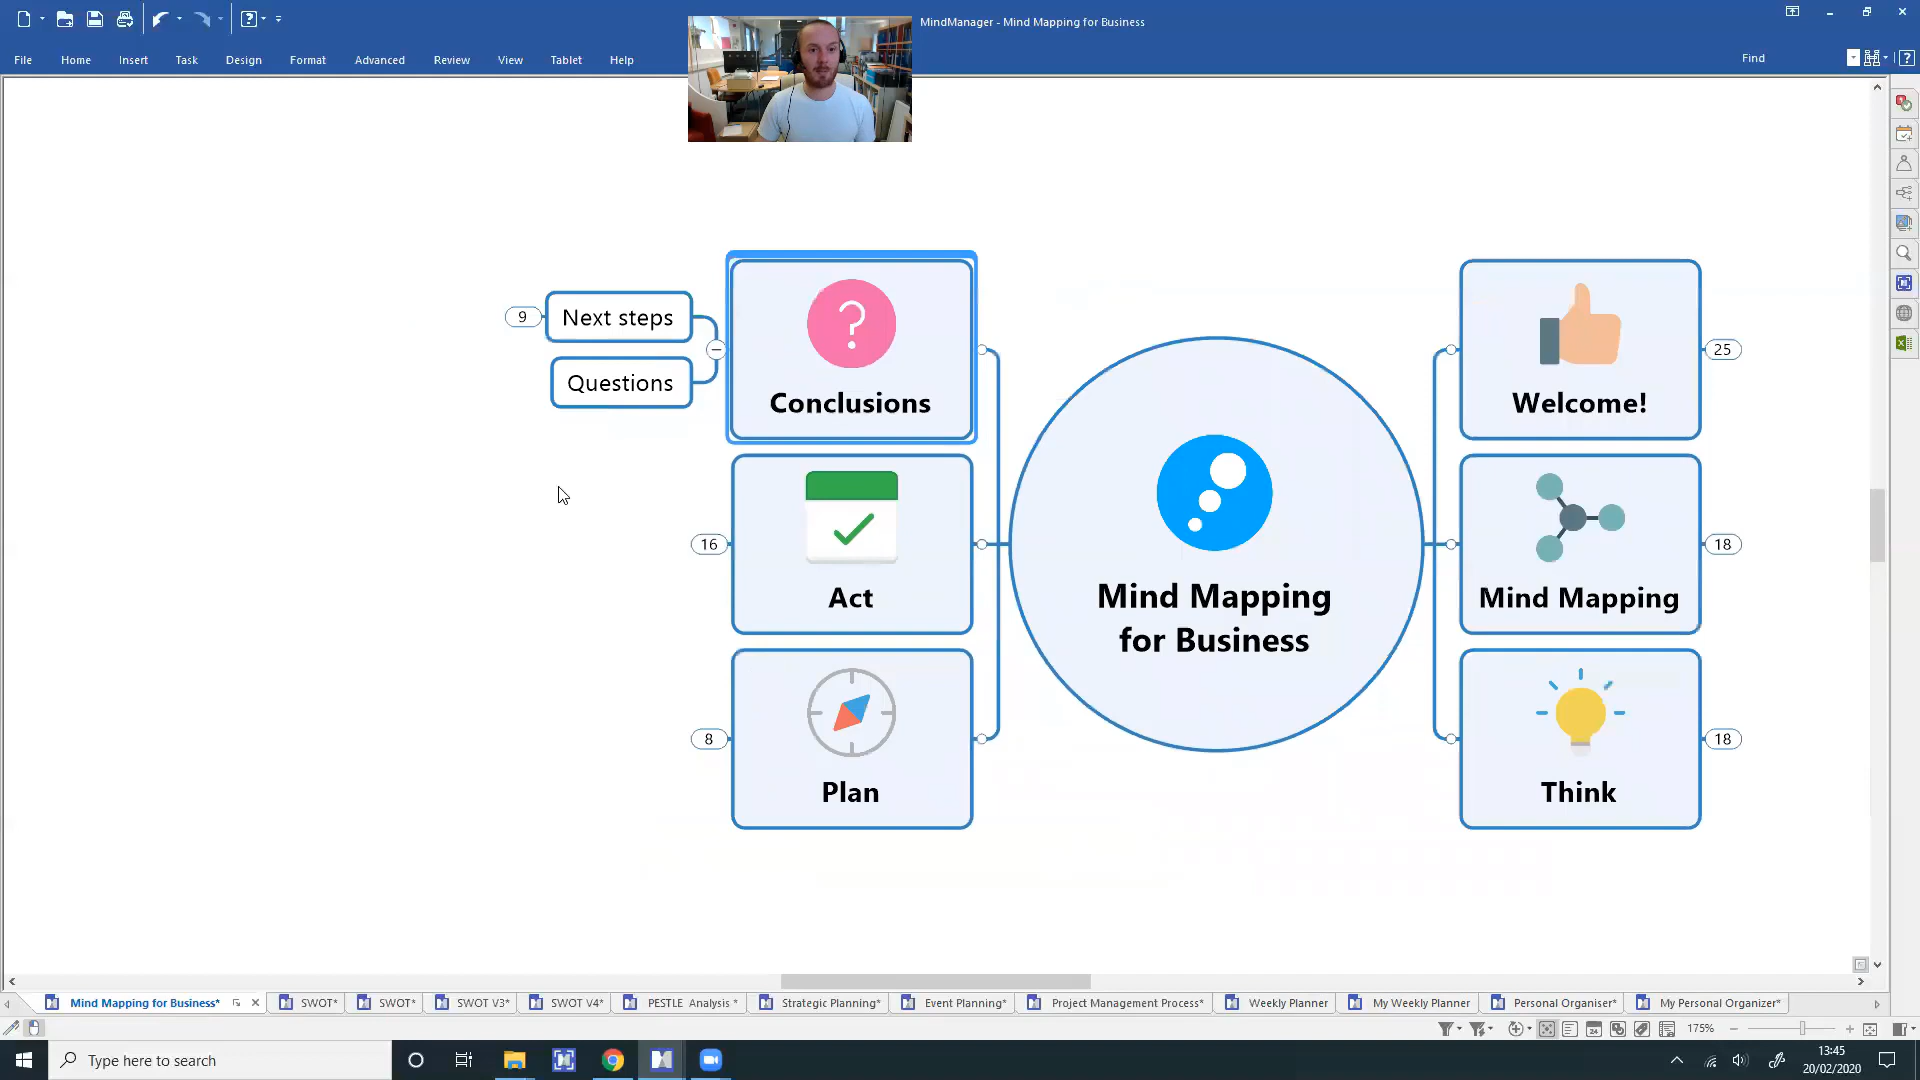 MindManager - Mind Mapping for Business
File Home Insert Task Design Format Advanced Review View Tablet Help
Find
Next steps
9
Questions
?
Conclusions
Welcome!
25
16
Act
Mind Mapping
for Business
Mind Mapping
18
8
Plan
Think
18
Mind Mapping for Business* SWOT* SWOT* SWOT V3* SWOT V4* PESTLE Analysis * Strategic Planning* Event Planning* Project Management Process* Weekly Planner My Weekly Planner Personal Organiser* My Personal Organizer*
175%
Type here to search
13:45
20/02/2020